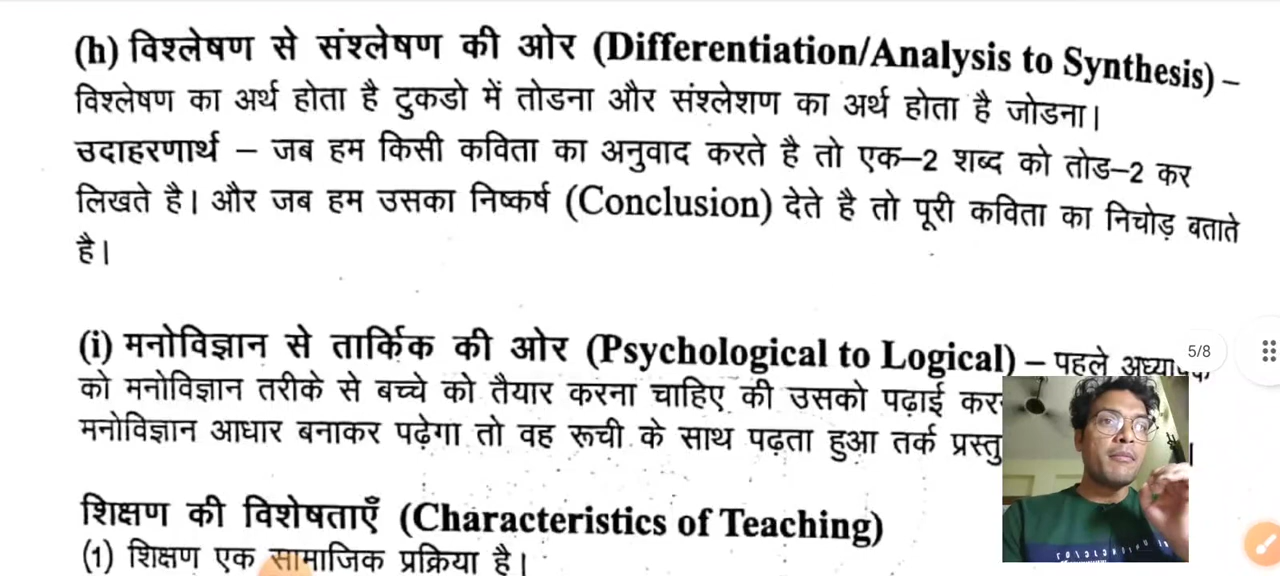 (h) विश्लेषण से संश्लेषण की ओर (Differentiation/Analysis to Synthesis) –
विश्लेषण का अर्थ होता है टुकडो में तोडना और संश्लेशण का अर्थ होता है जोडना।
उदाहरणार्थ – जब हम किसी कविता का अनुवाद करते है तो एक–2 शब्द को तोड–2 कर
लिखते है। और जब हम उसका निष्कर्ष (Conclusion) देते है तो पूरी कविता का निचोड़ बताते
है।
(i) मनोविज्ञान से तार्किक की ओर (Psychological to Logical) – पहले
5/8
को मनोविज्ञान तरीके से बच्चे को तैयार करना चाहिए की उसको पढ़ाई
मनोविज्ञान आधार बनाकर पढ़ेगा तो वह रूची के साथ पढता हुआ तर्क
शिक्षण की विशेषताएँ (Characteristics of Teaching)
(1) शिक्षण एक सामाजिक प्रक्रिया है।